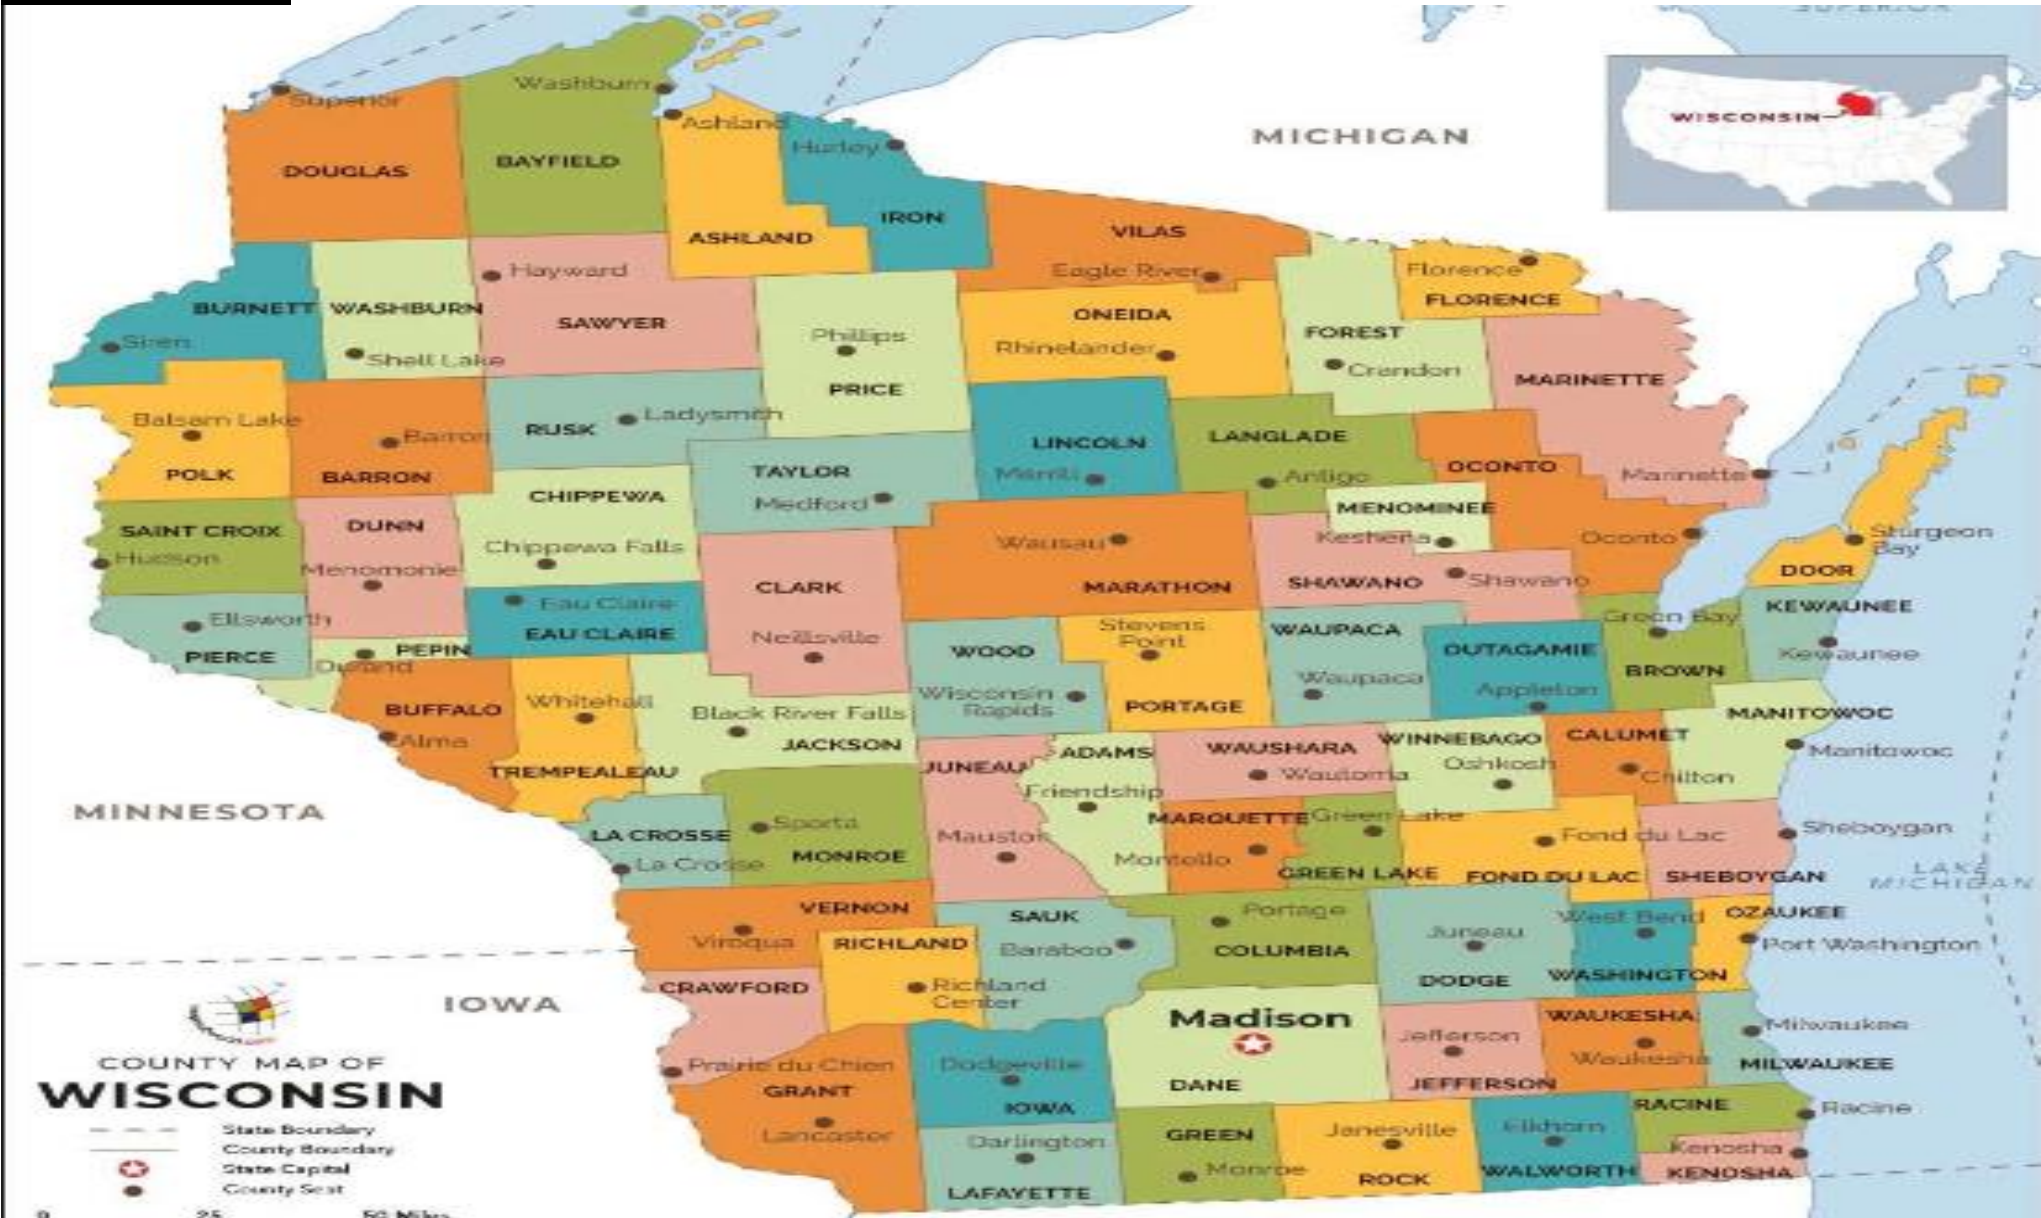 SUPERIOR
Washburn
Superior
Ashland
Hurley
MICHIGAN
WISCONSIN
DOUGLAS
BAYFIELD
IRON
VILAS
ASHLAND
Hayward
Eagle River
Florence
FLORENCE
BURNETT
WASHBURN
SAWYER
ONEIDA
FOREST
Siren
Shell Lake
Phillips
Rhinelander
Crandon
MARINETTE
PRICE
Balsam Lake
Barron
RUSK
Ladysmith
LINCOLN
LANGLADE
OCONTO
POLK
BARRON
TAYLOR
Merrill
Antigo
Marinette
CHIPPEWA
Medford
MENOMINEE
SAINT CROIX
DUNN
Wausau
Keshena
Oconto
Sturgeon
Bay
Hudson
Chippewa Falls
Menomonie
CLARK
MARATHON
SHAWANO
Shawano
DOOR
Ellsworth
Eau Claire
EAU CLAIRE
Neillsville
Stevens
Point
WAUPACA
Green Bay
KEWAUNEE
PIERCE
PEPIN
Durand
WOOD
OUTAGAMIE
BROWN
Kewaunee
BUFFALO
Whitehall
Wisconsin
Rapids
PORTAGE
Waupaca
Appleton
Alma
Black River Falls
JACKSON
MANITOWOC
TREMPEALEAU
JUNEAU
ADAMS
WAUSHARA
WINNEBAGO
CALUMET
Manitowoc
Wautoma
Oshkosh
Chilton
MINNESOTA
Friendship
LA CROSSE
Sparta
Mauston
MARQUETTE
Green Lake
Fond du Lac
Sheboygan
La Crosse
MONROE
Montello
GREEN LAKE
FOND DU LAC
SHEBOYGAN
LAKE
MICHIGAN
VERNON
SAUK
Portage
West Bend
OZAUKEE
Viroqua
RICHLAND
Baraboo
COLUMBIA
Juneau
Port Washington
CRAWFORD
Richland
Center
DODGE
WASHINGTON
IOWA
Madison
WAUKESHA
Milwaukee
Jefferson
Waukesha
MILWAUKEE
Prairie du Chien
Dodgeville
DANE
JEFFERSON
GRANT
IOWA
RACINE
Racine
Lancaster
Darlington
GREEN
Janesville
Elkhorn
Kenosha
LAFAYETTE
Monroe
ROCK
WALWORTH
KENOSHA
COUNTY MAP OF
WISCONSIN
State Boundary
County Boundary
State Capital
County Seat
0 25 50 Miles